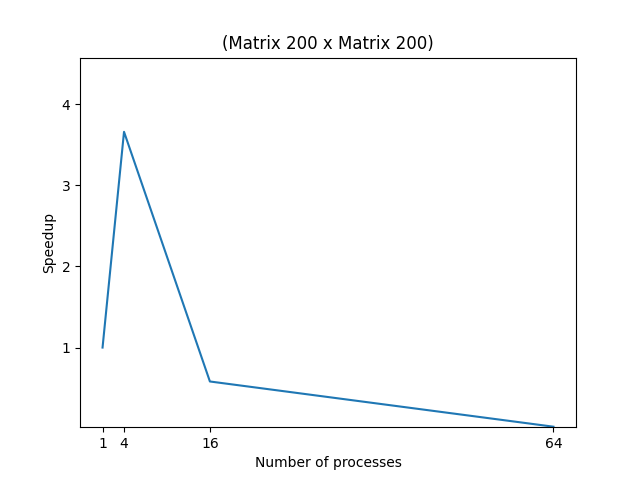 (Matrix 200 x Matrix 200)
4
3
2
1
Speedup
1 4 16 64
Number of processes